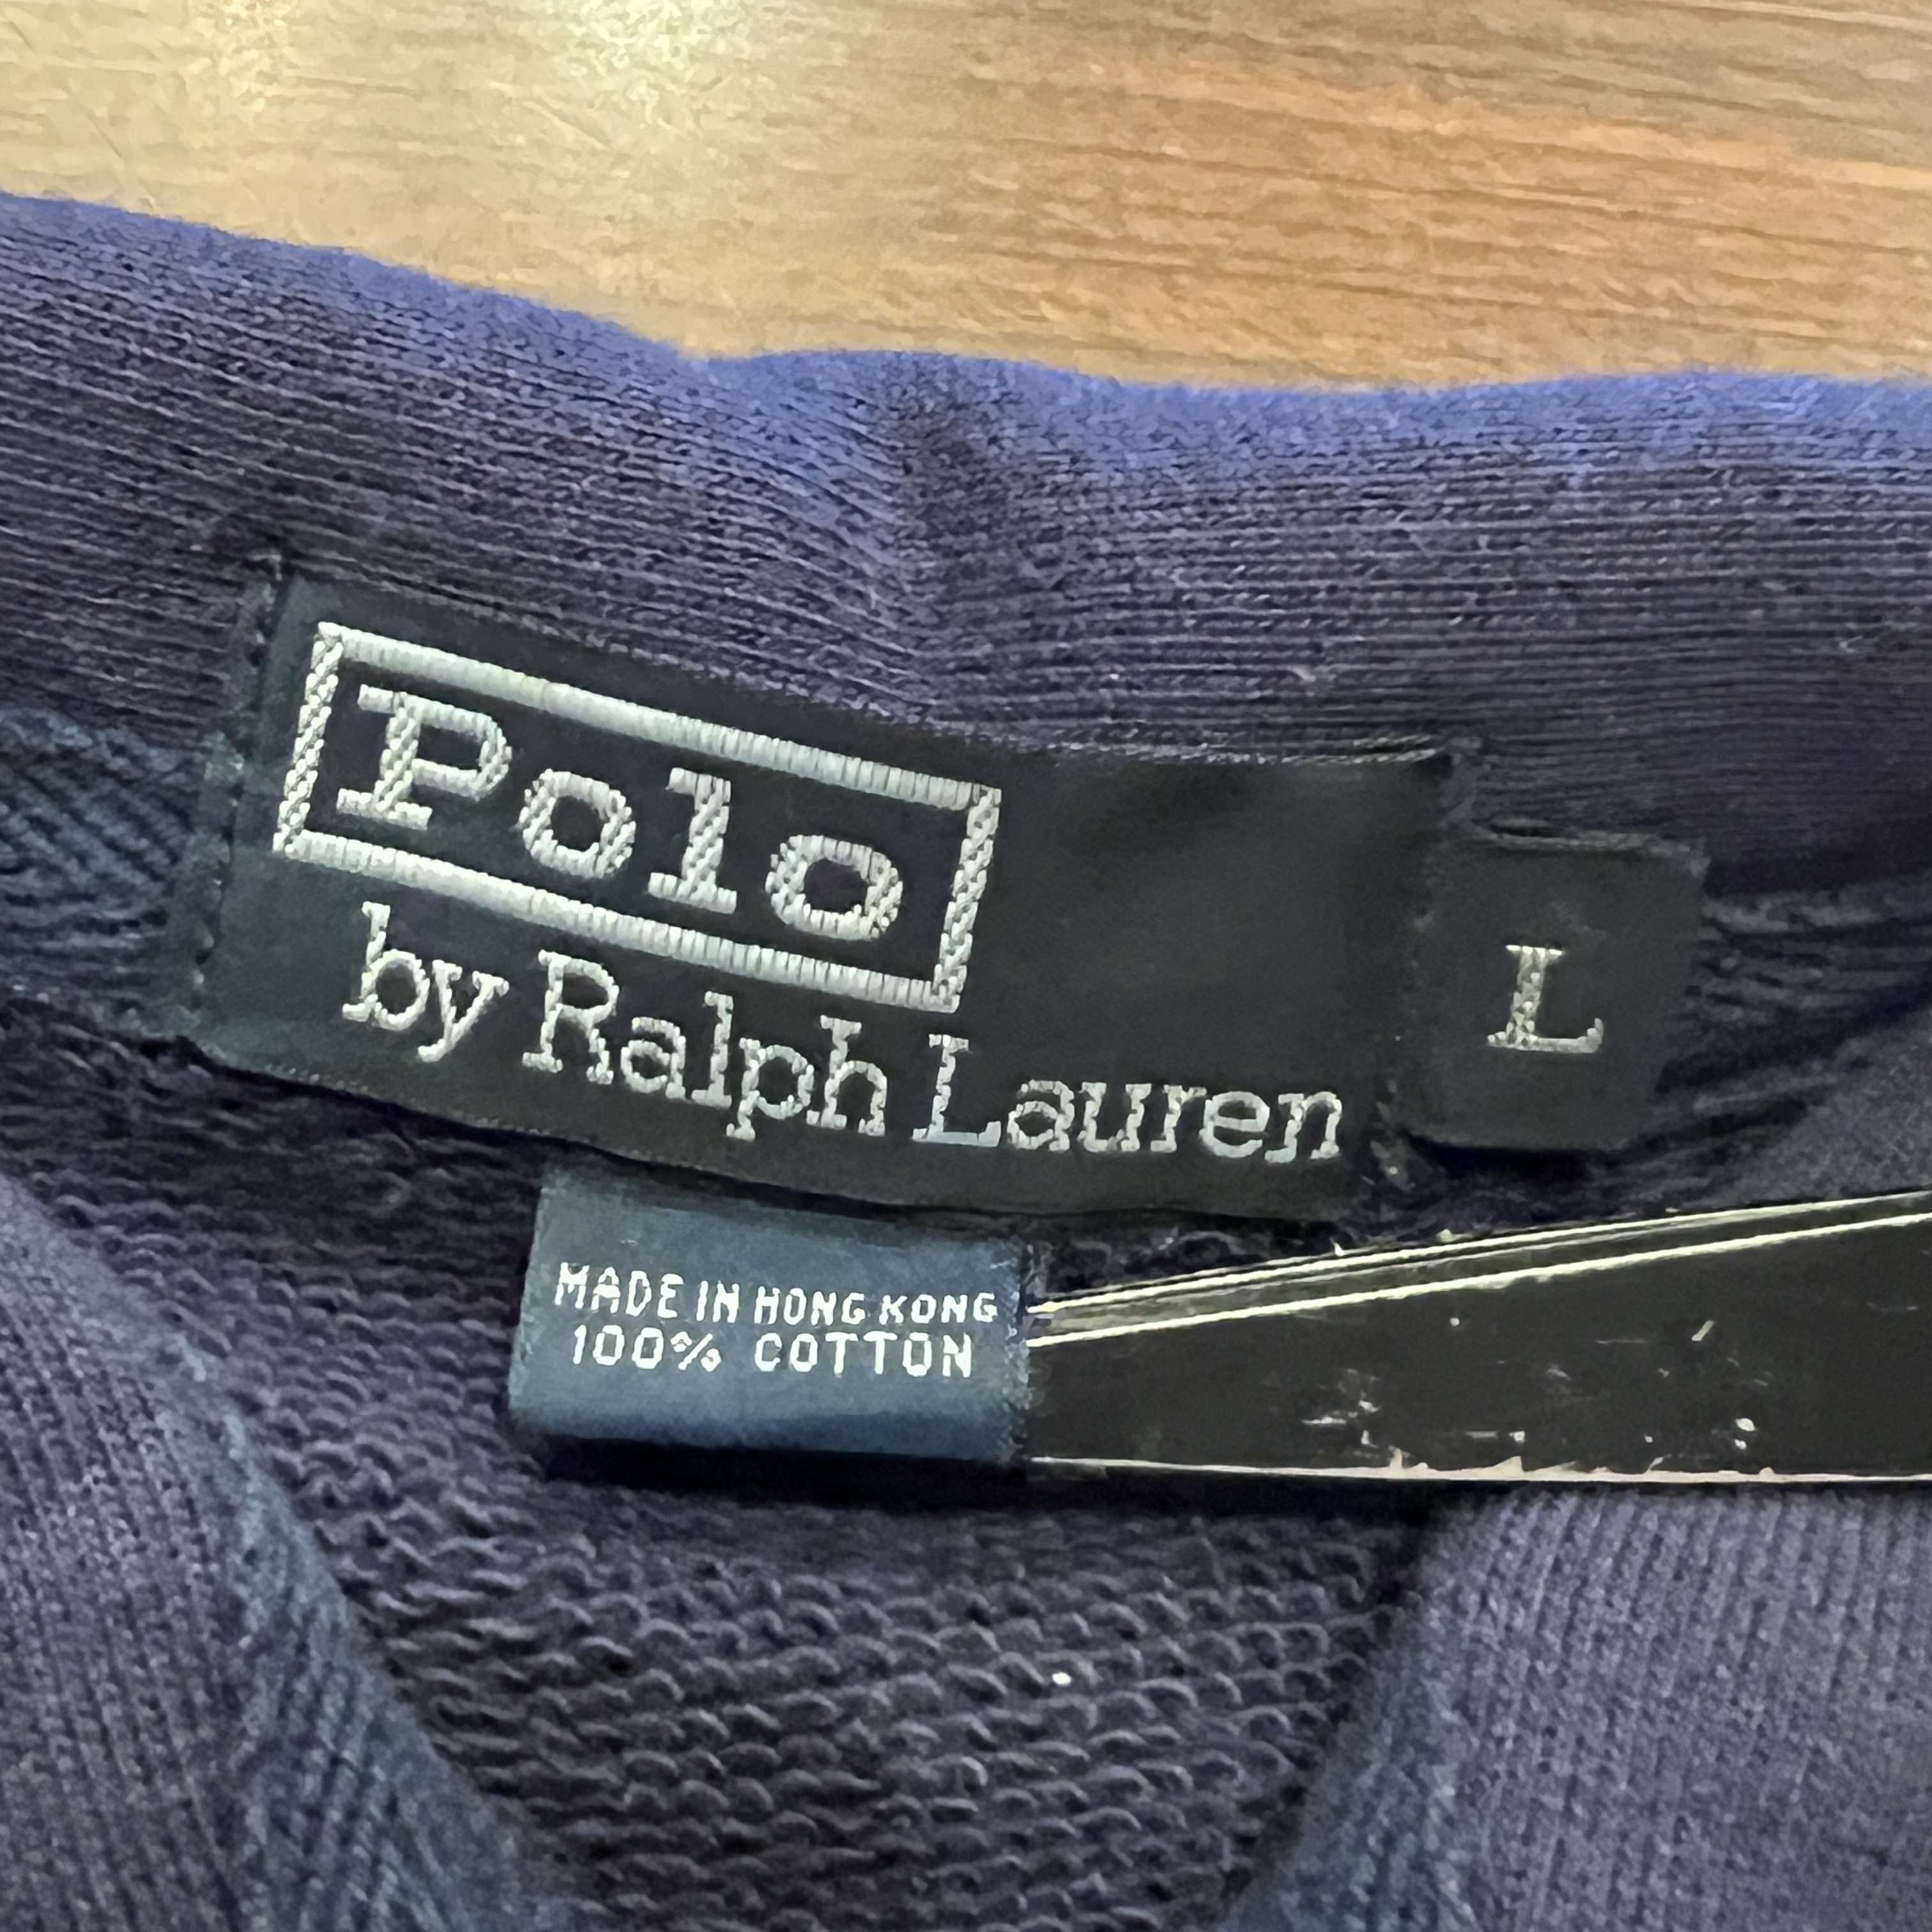 Polo
by Ralph Lauren
L
MADE IN HONG KONG
100% COTTON